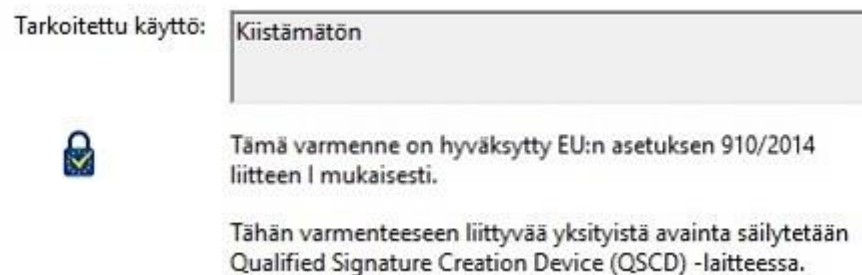 Tarkoitettu käyttö:
Kiistämätön
Tämä varmenne on hyväksytty EU:n asetuksen 910/2014
liitteen I mukaisesti.
Tähän varmenteeseen liittyvää yksityistä avainta säilytetään
Qualified Signature Creation Device (QSCD) -laitteessa.